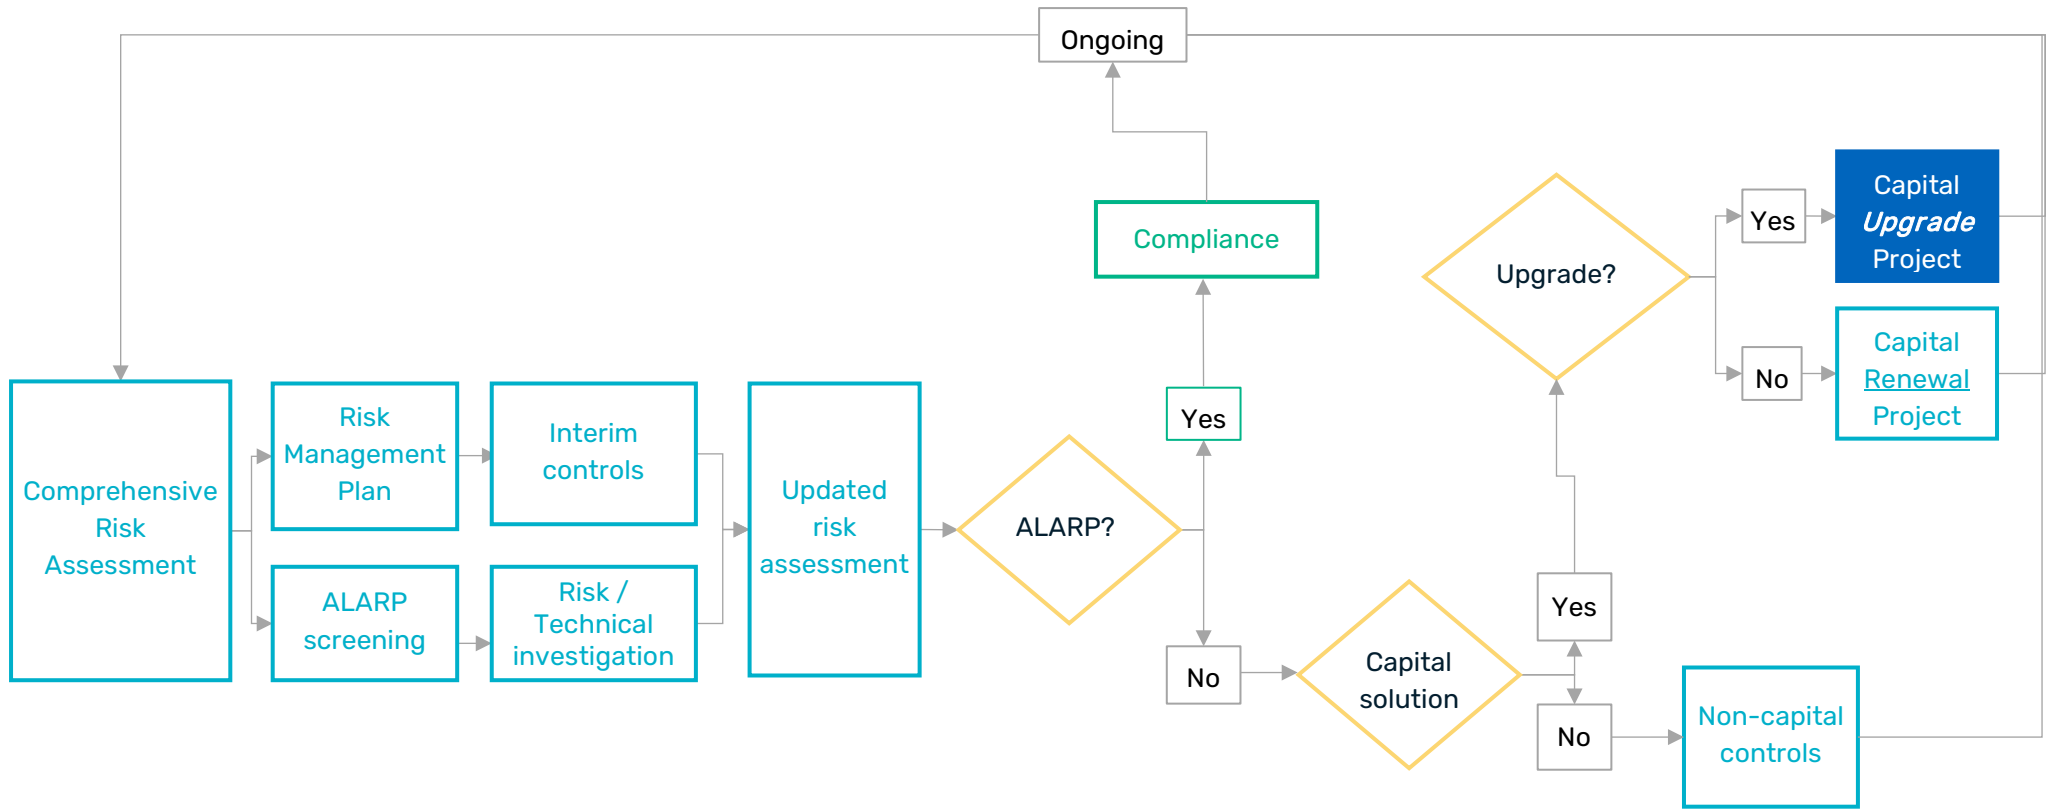 Ongoing
Compliance
Upgrade?
Yes
Capital
Upgrade
Project
No
Capital
Renewal
Project
Comprehensive
Risk
Assessment
Risk
Management
Plan
Interim
controls
ALARP
screening
Risk /
Technical
investigation
Updated
risk
assessment
ALARP?
Yes
No
Capital
solution
Yes
No
Non-capital
controls